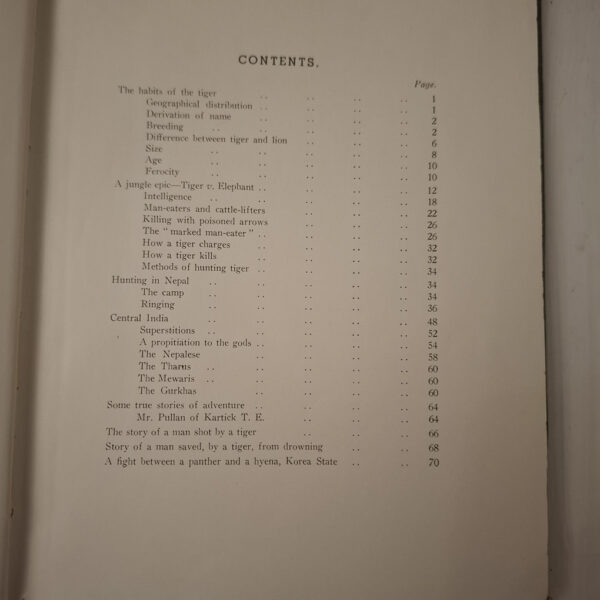 CONTENTS.
Page.
The habits of the tiger .. .. .. .. 1
Geographical distribution .. .. .. .. 1
Derivation of name .. .. .. .. 2
Breeding .. .. .. .. .. 2
Difference between tiger and lion .. .. .. 6
Size .. .. .. .. .. 8
Age .. .. .. .. .. 10
Ferocity .. .. .. .. .. 10
A jungle epic—Tiger v. Elephant .. .. .. .. 12
Intelligence .. .. .. .. .. 18
Man-eaters and cattle-lifters .. .. .. 22
Killing with poisoned arrows .. .. .. 26
The "marked man-eater" .. .. .. .. 26
How a tiger charges .. .. .. .. 32
How a tiger kills .. .. .. .. 32
Methods of hunting tiger .. .. .. .. 34
Hunting in Nepal .. .. .. .. .. 34
The camp .. .. .. .. .. 34
Ringing .. .. .. .. .. 36
Central India .. .. .. .. .. 48
Superstitions .. .. .. .. .. 52
A propitiation to the gods .. .. .. .. 54
The Nepalese .. .. .. .. 58
The Tharus .. .. .. .. .. 60
The Mewaris .. .. .. .. .. 60
The Gurkhas .. .. .. .. 60
Some true stories of adventure .. .. .. .. 64
Mr. Pullan of Kartick T. E. .. .. .. 64
The story of a man shot by a tiger .. .. .. 66
Story of a man saved, by a tiger, from drowning .. .. 68
A fight between a panther and a hyena, Korea State .. .. 70